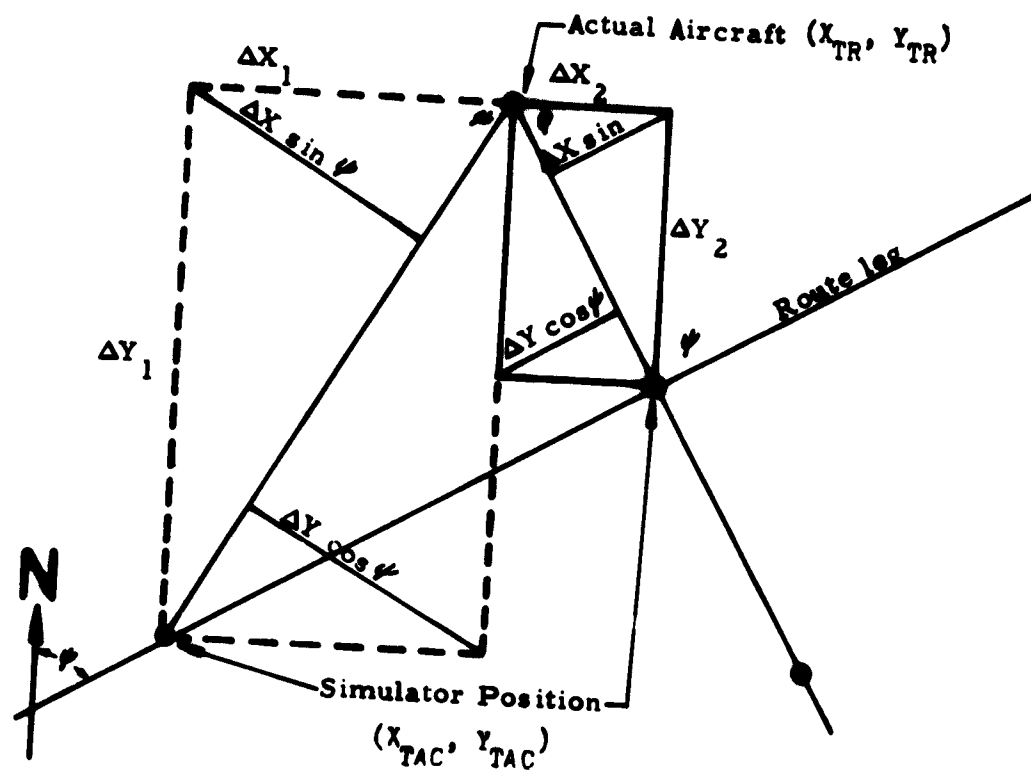 Actual Aircraft (X_TR, Y_TR)
ΔX_1
ΔX_2
ΔX sin ψ
X sin
ΔY_2
Route leg
ΔY cos ψ
ψ
ΔY_1
ΔY cos ψ
N
ψ
Simulator Position
(X_TAC, Y_TAC)